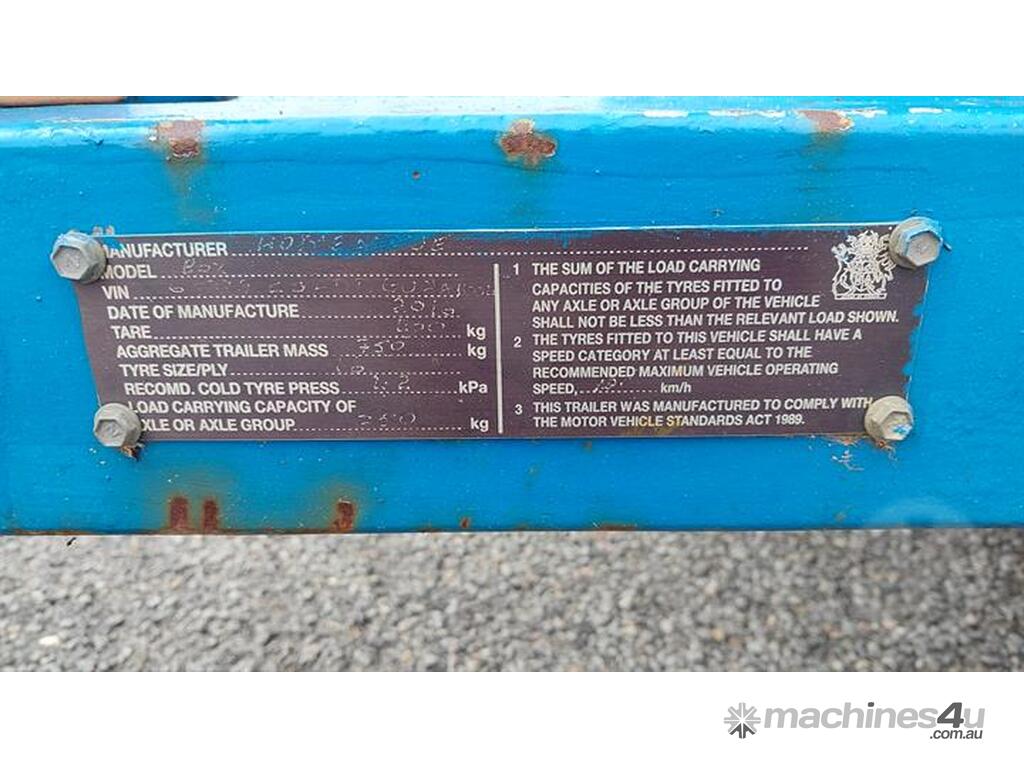 MANUFACTURER HOME MADE
MODEL BOX
VIN
DATE OF MANUFACTURE
TARE kg
AGGREGATE TRAILER MASS 750 kg
TYRE SIZE/PLY
RECOMD. COLD TYRE PRESS kPa
LOAD CARRYING CAPACITY OF
AXLE OR AXLE GROUP kg
1 THE SUM OF THE LOAD CARRYING
CAPACITIES OF THE TYRES FITTED TO
ANY AXLE OR AXLE GROUP OF THE VEHICLE
SHALL NOT BE LESS THAN THE RELEVANT LOAD SHOWN.
2 THE TYRES FITTED TO THIS VEHICLE SHALL HAVE A
SPEED CATEGORY AT LEAST EQUAL TO THE
RECOMMENDED MAXIMUM VEHICLE OPERATING
SPEED, km/h
3 THIS TRAILER WAS MANUFACTURED TO COMPLY WITH
THE MOTOR VEHICLE STANDARDS ACT 1989.
machines4u
.com.au